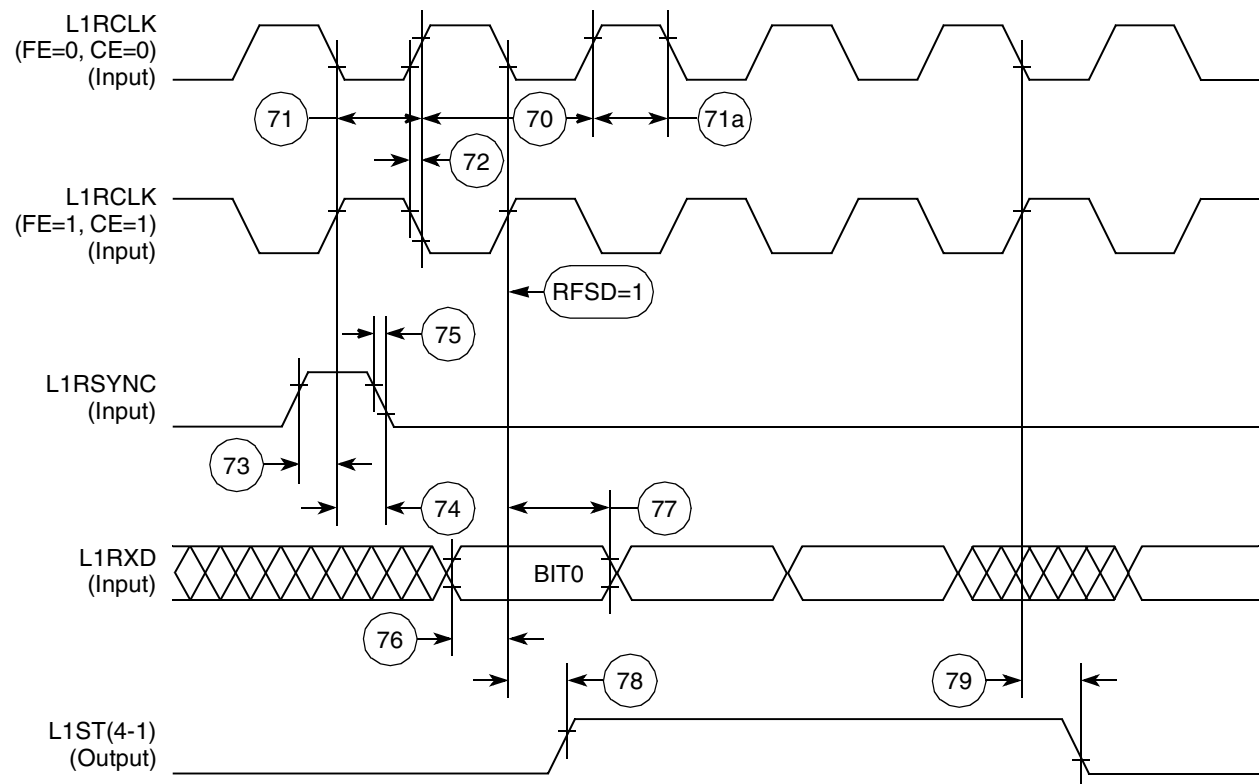 L1RCLK
(FE=0, CE=0)
(Input)
71
70
71a
72
L1RCLK
(FE=1, CE=1)
(Input)
RFSD=1
75
L1RSYNC
(Input)
73
74
77
L1RXD
(Input)
BIT0
76
78
79
L1ST(4-1)
(Output)